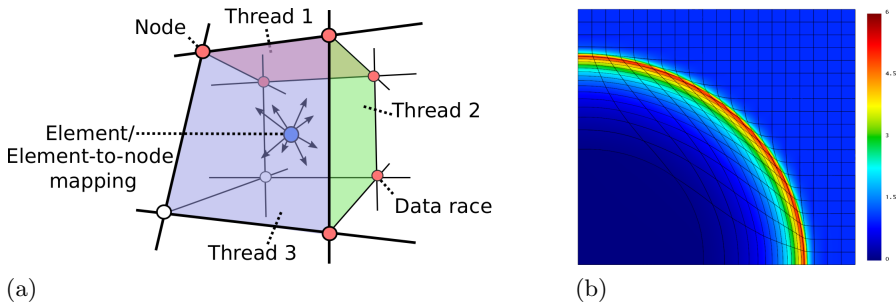 Node
Thread 1
Thread 2
Element/
Element-to-node
mapping
Data race
Thread 3
(a)
6
4.5
3
1.5
0
(b)